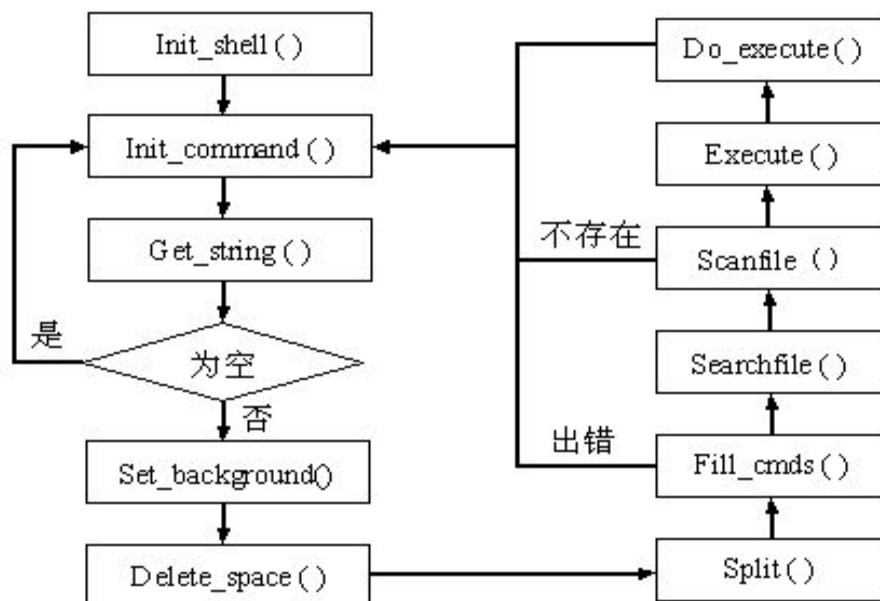 Init_shell()
Init_command()
Get_string()
是
为空
否
Set_background()
Delete_space()
Do_execute()
Execute()
不存在
Scanfile ()
Searchfile()
出错
Fill_cmds()
Split()